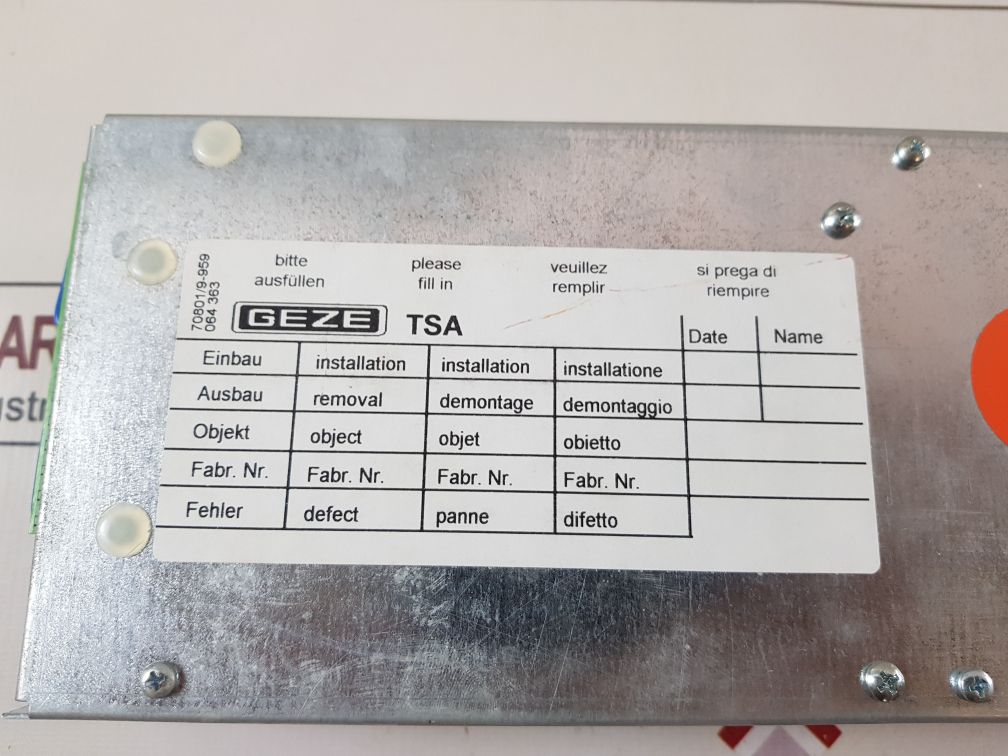 bitte
ausfüllen
please
fill in
veuillez
remplir
si prega di
riempire
70801/9-959
064 363
GEZE TSA
Date Name
Einbau installation installation installatione
Ausbau removal demontage demontaggio
Objekt object objet obietto
Fabr. Nr. Fabr. Nr. Fabr. Nr. Fabr. Nr.
Fehler defect panne difetto